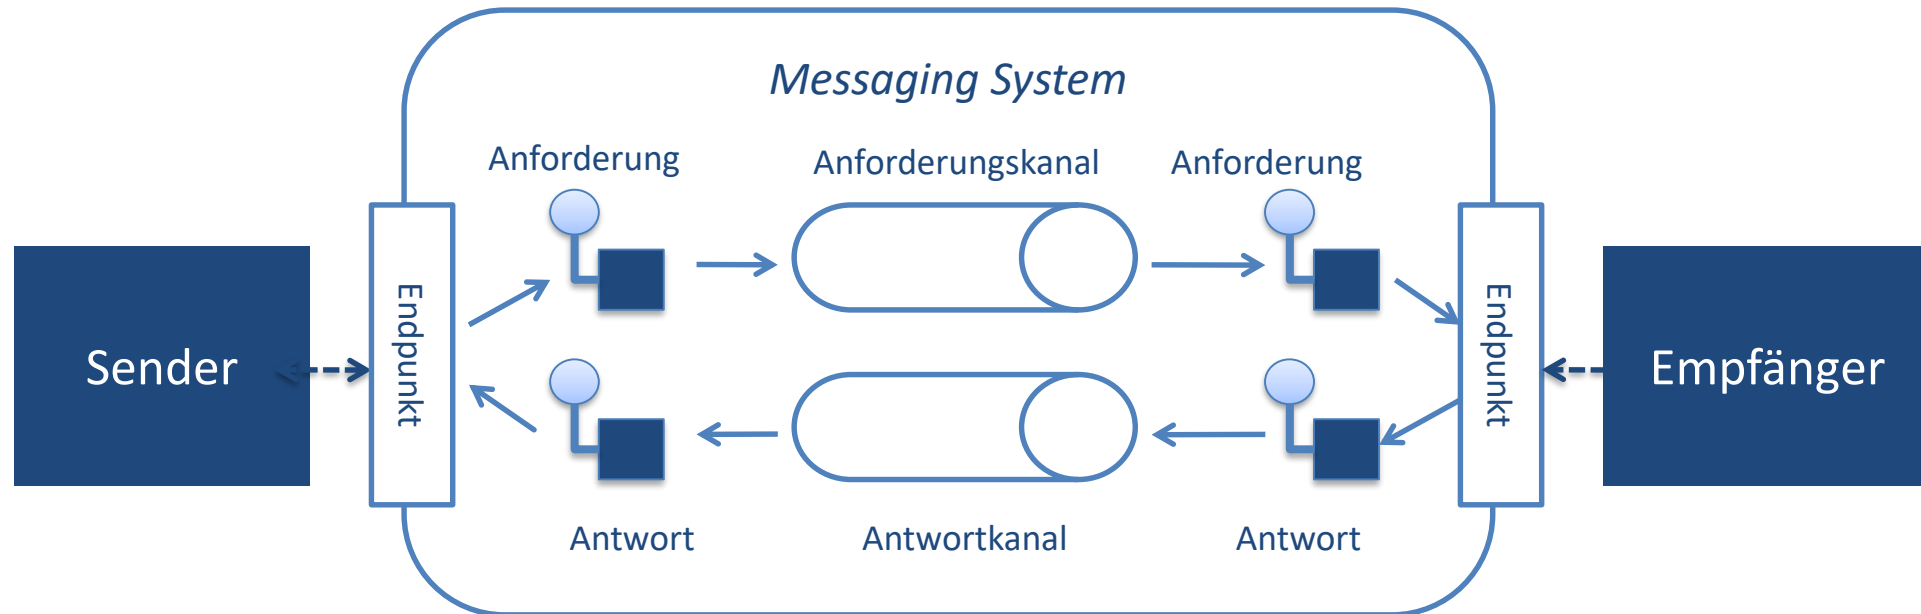 Messaging System
Anforderung
Anforderungskanal
Anforderung
Sender
Endpunkt
Endpunkt
Empfänger
Antwort
Antwortkanal
Antwort